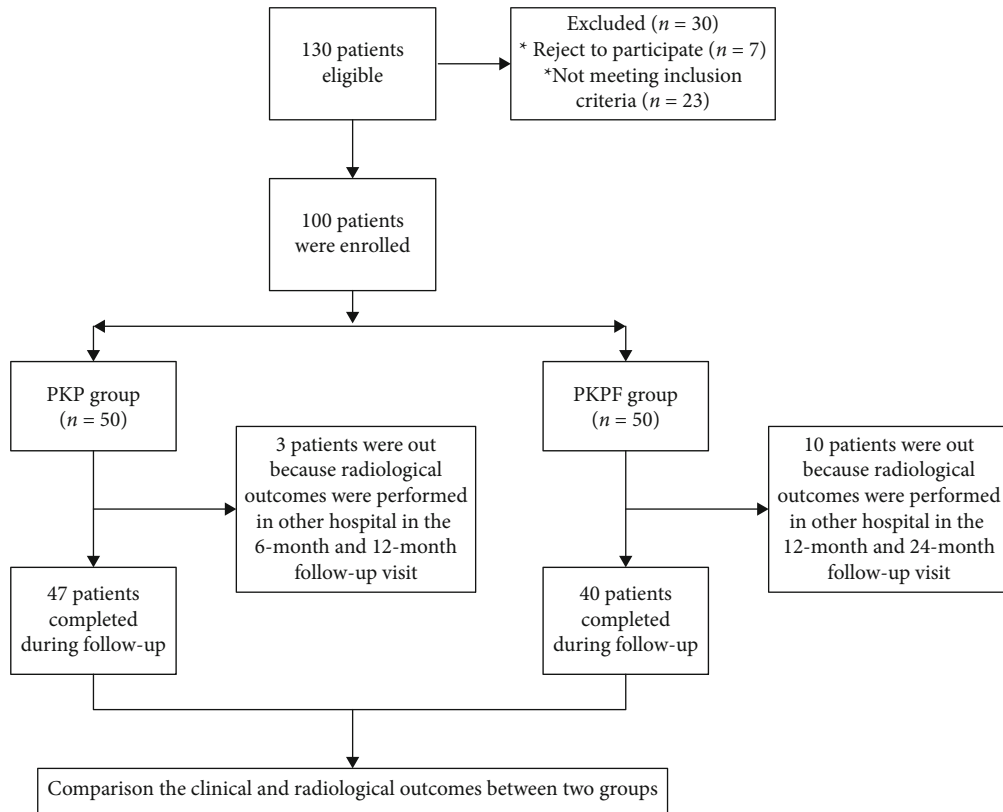 130 patients
eligible
Excluded (n = 30)
* Reject to participate (n = 7)
*Not meeting inclusion
criteria (n = 23)
100 patients
were enrolled
PKP group
(n = 50)
PKPF group
(n = 50)
3 patients were out
because radiological
outcomes were performed
in other hospital in the
6-month and 12-month
follow-up visit
10 patients were out
because radiological
outcomes were performed
in other hospital in the
12-month and 24-month
follow-up visit
47 patients
completed
during follow-up
40 patients
completed
during follow-up
Comparison the clinical and radiological outcomes between two groups